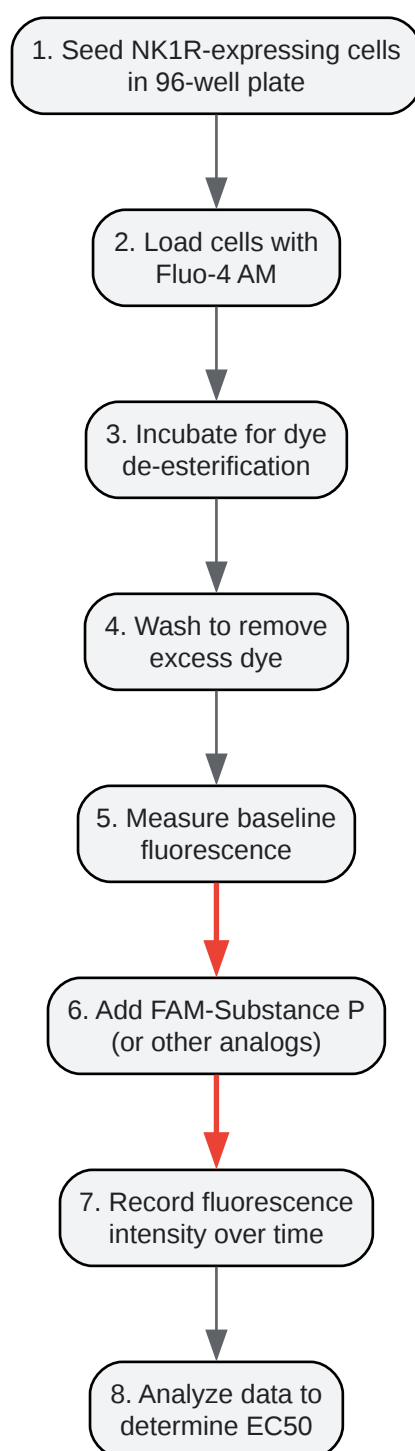 1. Seed NK1R-expressing cells
in 96-well plate
2. Load cells with
Fluo-4 AM
3. Incubate for dye
de-esterification
4. Wash to remove
excess dye
5. Measure baseline
fluorescence
6. Add FAM-Substance P
(or other analogs)
7. Record fluorescence
intensity over time
8. Analyze data to
determine EC50